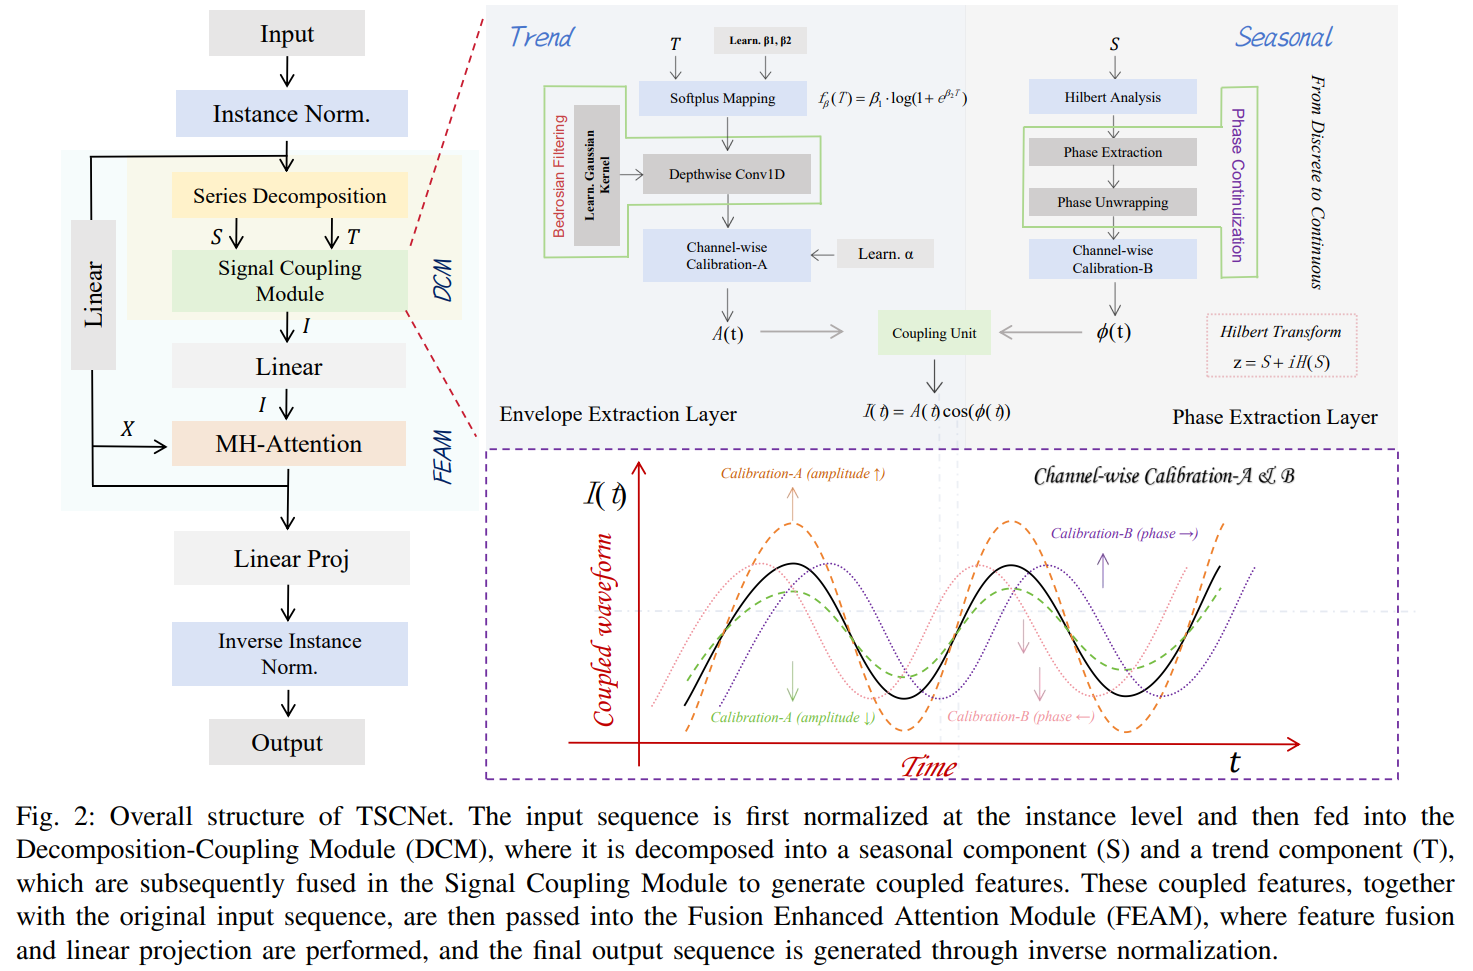 Input
Instance Norm.
Series Decomposition
S
T
Signal Coupling
Module
DCM
I
Linear
Linear
I
X
MH-Attention
FEAM
Linear Proj
Inverse Instance
Norm.
Output
Trend
T
Learn. β1, β2
Softplus Mapping
f_β(T) = β₁ · log(1 + e^{β₂T})
Bedrosian Filtering
Learn. Gaussian
Kernel
Depthwise Conv1D
Channel-wise
Calibration-A
Learn. α
A(t)
Envelope Extraction Layer
Seasonal
S
Hilbert Analysis
Phase Extraction
Phase Unwrapping
Channel-wise
Calibration-B
Phase Continuization
From Discrete to Continuous
ϕ(t)
Coupling Unit
I(t) = A(t)cos(ϕ(t))
Hilbert Transform
z = S + iH(S)
Phase Extraction Layer
Calibration-A (amplitude ↑)
Channel-wise Calibration-A & B
I(t)
Coupled waveform
Calibration-B (phase →)
Calibration-A (amplitude ↓)
Calibration-B (phase ←)
Time
t
Fig. 2: Overall structure of TSCNet. The input sequence is first normalized at the instance level and then fed into the
Decomposition-Coupling Module (DCM), where it is decomposed into a seasonal component (S) and a trend component (T),
which are subsequently fused in the Signal Coupling Module to generate coupled features. These coupled features, together
with the original input sequence, are then passed into the Fusion Enhanced Attention Module (FEAM), where feature fusion
and linear projection are performed, and the final output sequence is generated through inverse normalization.